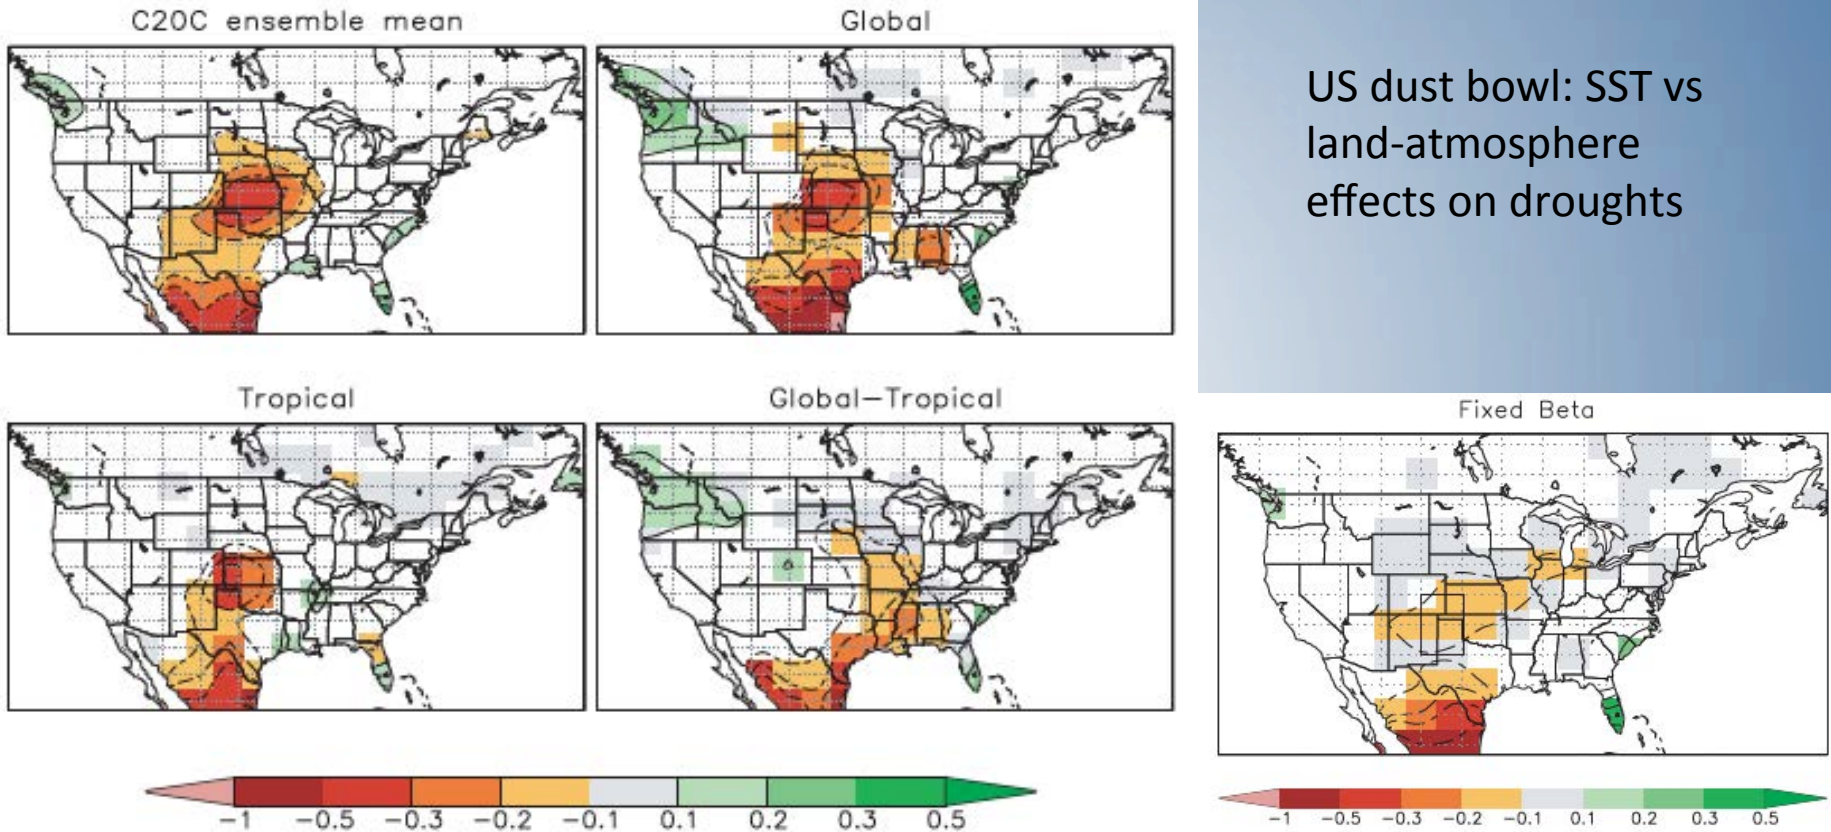 C20C ensemble mean
Global
US dust bowl: SST vs
land-atmosphere
effects on droughts
Tropical
Global-Tropical
Fixed Beta
-1 -0.5 -0.3 -0.2 -0.1 0.1 0.2 0.3 0.5
-1 -0.5 -0.3 -0.2 -0.1 0.1 0.2 0.3 0.5